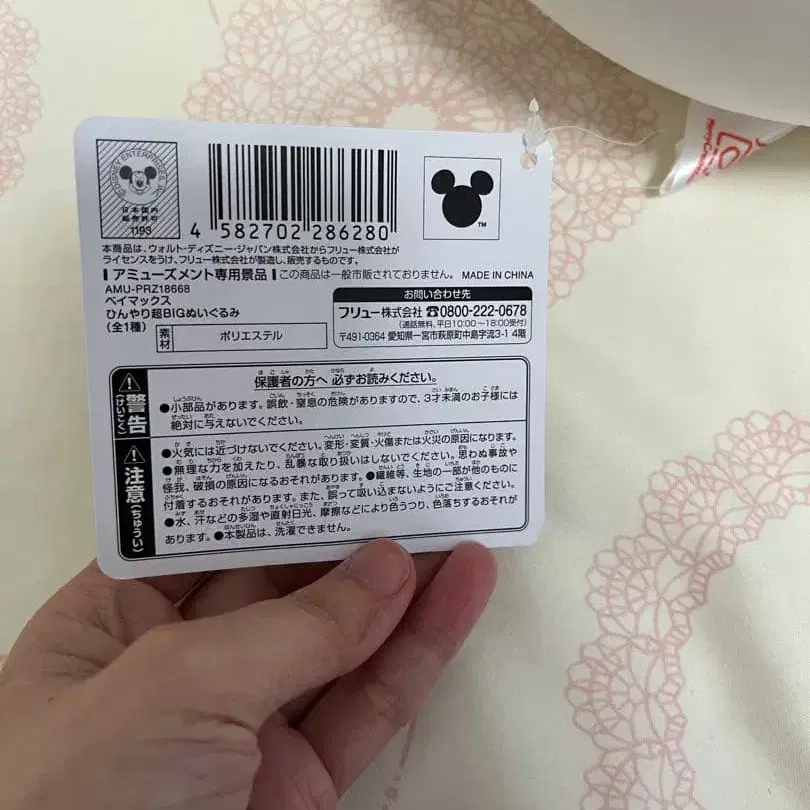 ©DISNEY ENTERPRISES, INC.
日本国内
販売許可
1193
4 582702 286280
TM
本商品は、ウォルト・ディズニー・ジャパン株式会社からフリュー株式会社が
ライセンスをうけ、フリュー株式会社が製造し、販売するものです。
アミューズメント専用景品 この商品は一般市販されておりません。 MADE IN CHINA
AMU-PRZ18668
ベイマックス
ひんやり超BIGぬいぐるみ
(全1種)
素材 ポリエステル
お問い合わせ先
フリュー株式会社 ☎0800-222-0678
(通話無料、平日10:00~18:00受付)
〒491-0364 愛知県一宮市萩原町中島字流3-1 4階
保護者の方へ 必ずお読みください。
警告(けいこく)
●小部品があります。誤飲・窒息の危険がありますので、3才未満のお子様には
絶対に与えないでください。
注意(ちゅうい)
●火気には近づけないでください。変形・変質・火傷または火災の原因になります。
●無理な力を加えたり、乱暴な取り扱いはしないでください。思わぬ事故や
怪我、破損の原因になるおそれがあります。●繊維等、生地の一部が他のものに
付着するおそれがあります。また、誤って吸い込まないようにご注意ください。
●水、汗などの多湿や直射日光、摩擦などにより色うつり、色落ちするおそれが
あります。●本製品は、洗濯できません。